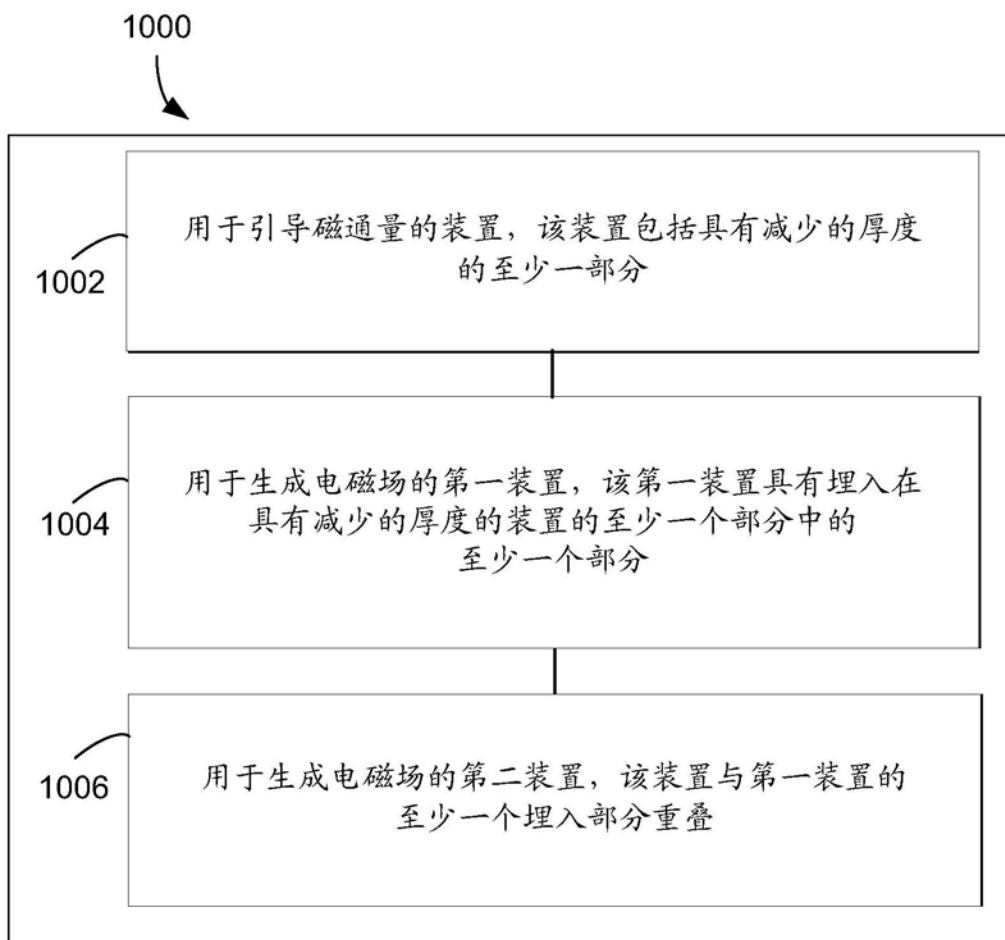 1000
用于引导磁通量的装置，该装置包括具有减少的厚度
的至少一部分
1002
用于生成电磁场的第一装置，该第一装置具有埋入在
具有减少的厚度的装置的至少一个部分中的
至少一个部分
1004
用于生成电磁场的第二装置，该装置与第一装置的
至少一个埋入部分重叠
1006